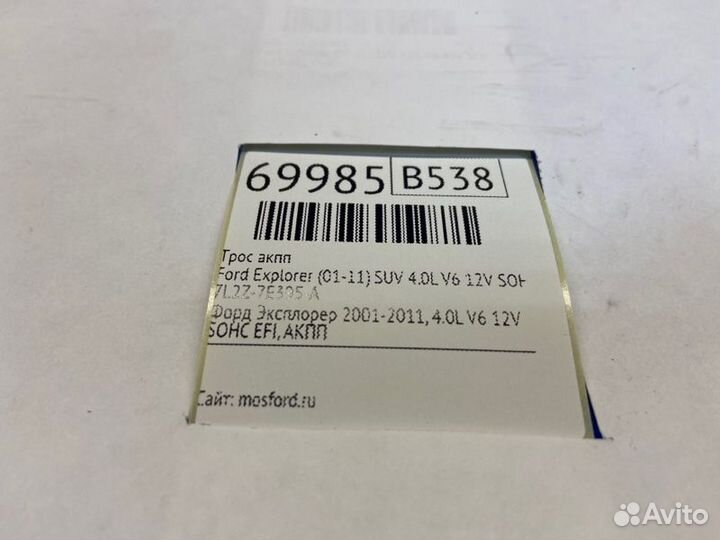 69985 B538
Трос акпп
Ford Explorer (01-11) SUV 4.0L V6 12V SOH
7L2Z-7E395-A
Форд Эксплорер 2001-2011, 4.0L V6 12V
SOHC EFI, АКПП
Сайт: mosford.ru
Avito